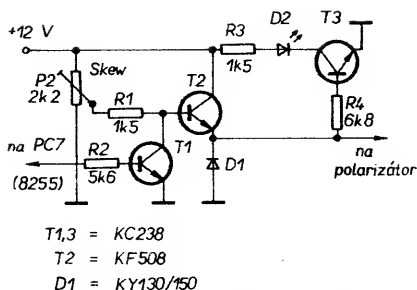 +12 V
P2
2k2
Skew
R1
1k5
R3
1k5
D2
T3
T2
R4
6k8
na PC7
(8255)
R2
5k6
T1
D1
na
polarizátor
T1,3 = KC238
T2 = KF508
D1 = KY130/150